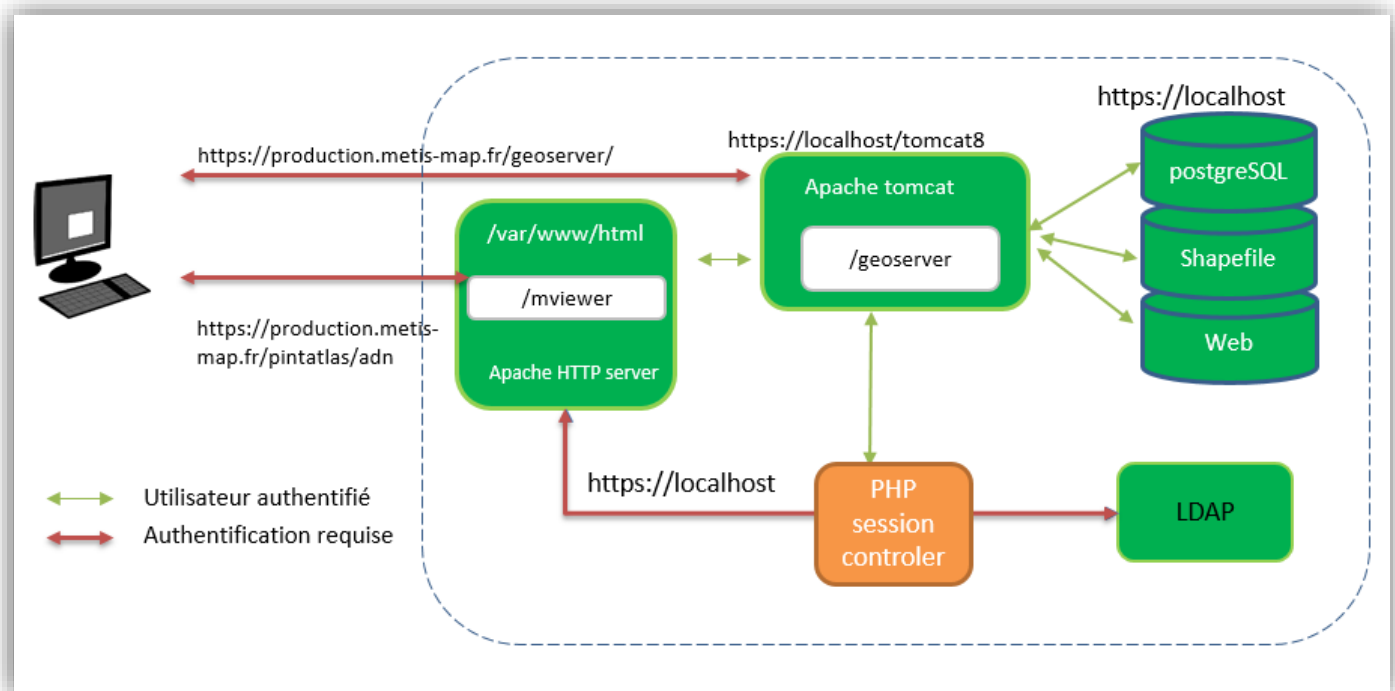 https://localhost
https://localhost/tomcat8
https://production.metis-map.fr/geoserver/
postgreSQL
Apache tomcat
/var/www/html
/geoserver
Shapefile
/mviewer
https://production.metis-
map.fr/pintatlas/adn
Web
Apache HTTP server
https://localhost
Utilisateur authentifié
Authentification requise
PHP
session
controler
LDAP